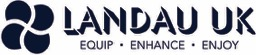 LANDAU UK
EQUIP • ENHANCE • ENJOY